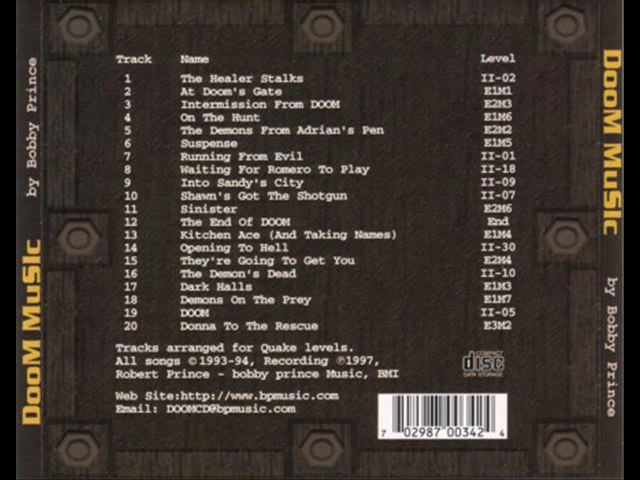 Track Name Level
1 The Healer Stalks II-02
2 At Doom's Gate E1M1
3 Intermission From DOOM E2M3
4 On The Hunt E1M6
5 The Demons From Adrian's Pen E2M2
6 Suspense E1M5
7 Running From Evil II-01
8 Waiting For Romero To Play II-18
9 Into Sandy's City II-09
10 Shawn's Got The Shotgun II-07
11 Sinister E2M6
12 The End Of DOOM End
13 Kitchen Ace (And Taking Names) E1M4
14 Opening To Hell II-30
15 They're Going To Get You E2M4
16 The Demon's Dead II-10
17 Dark Halls E1M3
18 Demons On The Prey E1M7
19 DOOM II-05
20 Donna To The Rescue E3M2
Tracks arranged for Quake levels.
All songs ©1993-94, Recording ℗1997,
Robert Prince - bobby prince Music, BMI
Web Site:http://www.bpmusic.com
Email: DOOMCD@bpmusic.com
COMPACT
disc
DATA STORAGE
7 02987 00342 4
DooM MuSIc by Bobby Prince
DooM MuSIc by Bobby Prince